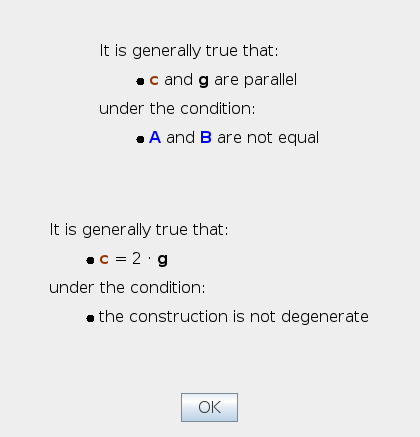 It is generally true that:
● c and g are parallel
under the condition:
● A and B are not equal
It is generally true that:
● c = 2 · g
under the condition:
● the construction is not degenerate
OK